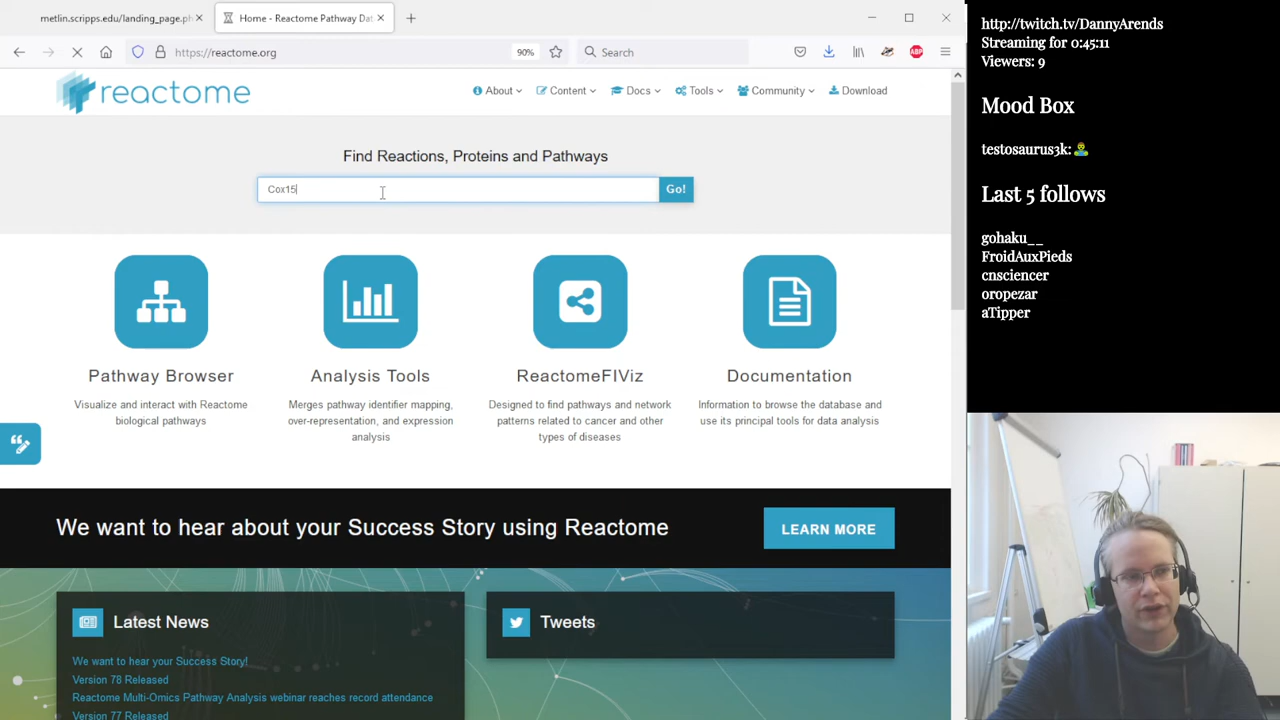 metlin.scripps.edu/landing_page.ph
Home - Reactome Pathway Dat
https://reactome.org
90%
Search
ABP
reactome
About
Content
Docs
Tools
Community
Download
Find Reactions, Proteins and Pathways
Cox15
Go!
Pathway Browser
Visualize and interact with Reactome
biological pathways
Analysis Tools
Merges pathway identifier mapping,
over-representation, and expression
analysis
ReactomeFIViz
Designed to find pathways and network
patterns related to cancer and other
types of diseases
Documentation
Information to browse the database and
use its principal tools for data analysis
We want to hear about your Success Story using Reactome
LEARN MORE
Latest News
We want to hear your Success Story!
Version 78 Released
Reactome Multi-Omics Pathway Analysis webinar reaches record attendance
Version 77 Released
Tweets
http://twitch.tv/DannyArends
Streaming for 0:45:11
Viewers: 9
Mood Box
testosaurus3k:
Last 5 follows
gohaku__
FroidAuxPieds
cnsciencer
oropezar
aTipper